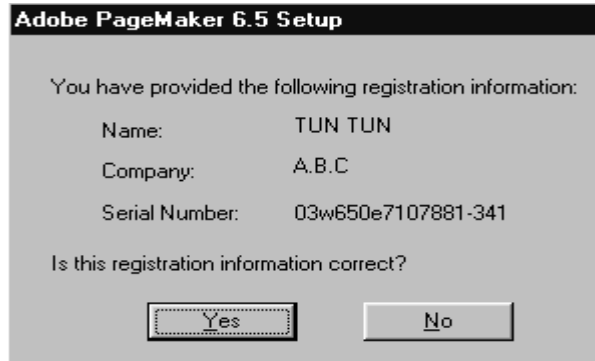 Adobe PageMaker 6.5 Setup
You have provided the following registration information:
Name: TUN TUN
Company: A.B.C
Serial Number: 03w650e7107881-341
Is this registration information correct?
Yes No